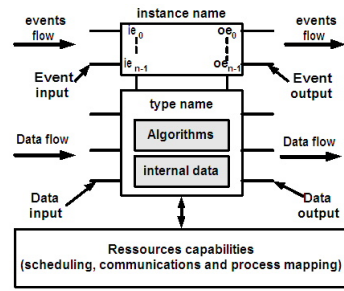 instance name
events
flow
ie0
oe0
events
flow
ien-1
oen-1
Event
input
Event
output
type name
Data flow
Algorithms
Data flow
internal data
Data
input
Data
output
Ressources capabilities
(scheduling, communications and process mapping)